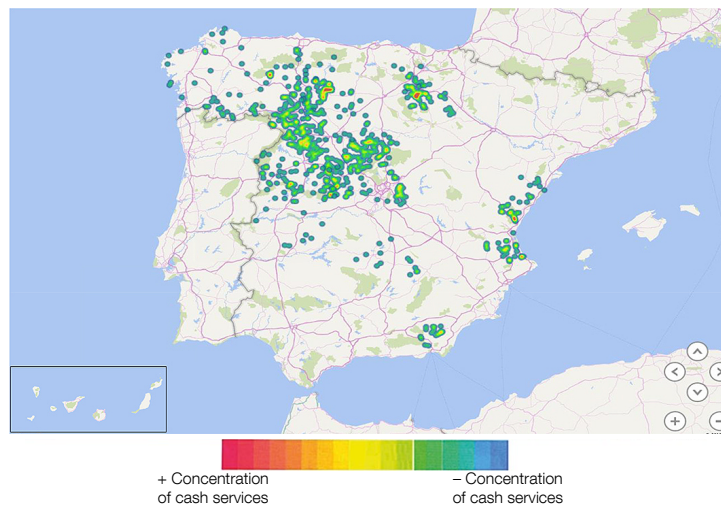 + Concentration
of cash services
– Concentration
of cash services